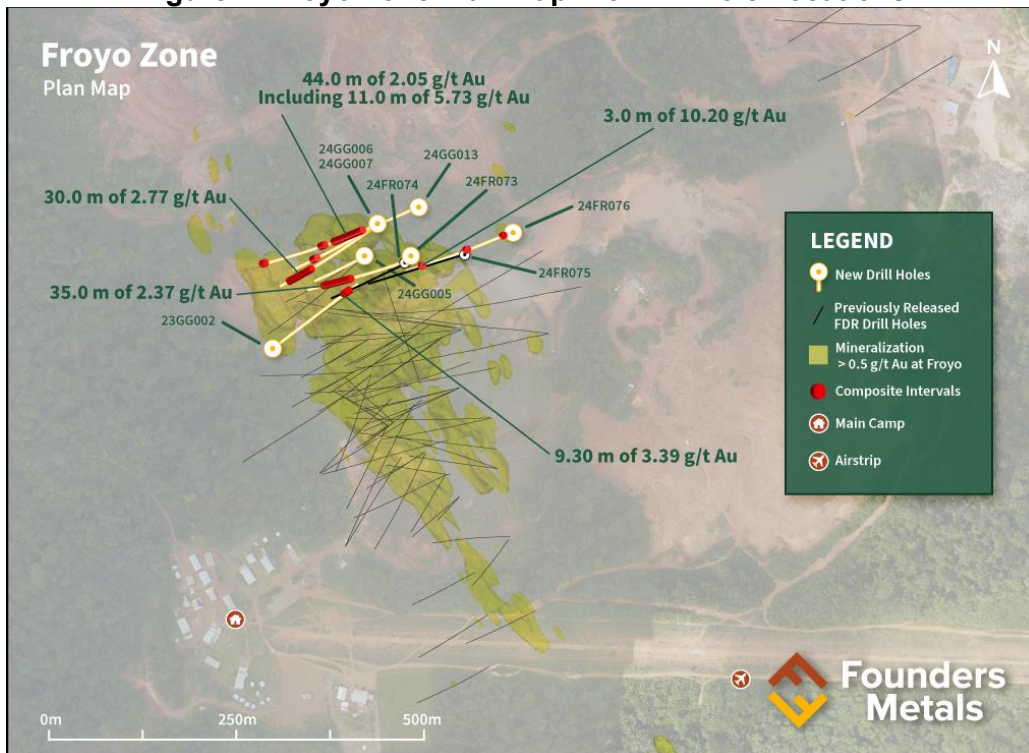 Froyo Zone
Plan Map
N
44.0 m of 2.05 g/t Au
Including 11.0 m of 5.73 g/t Au
3.0 m of 10.20 g/t Au
24GG006
24GG007
24GG013
24FR074
24FR073
30.0 m of 2.77 g/t Au
24FR076
24FR075
35.0 m of 2.37 g/t Au
24GG005
23GG002
9.30 m of 3.39 g/t Au
LEGEND
New Drill Holes
Previously Released
FDR Drill Holes
Mineralization
> 0.5 g/t Au at Froyo
Composite Intervals
Main Camp
Airstrip
Founders
Metals
0m
250m
500m